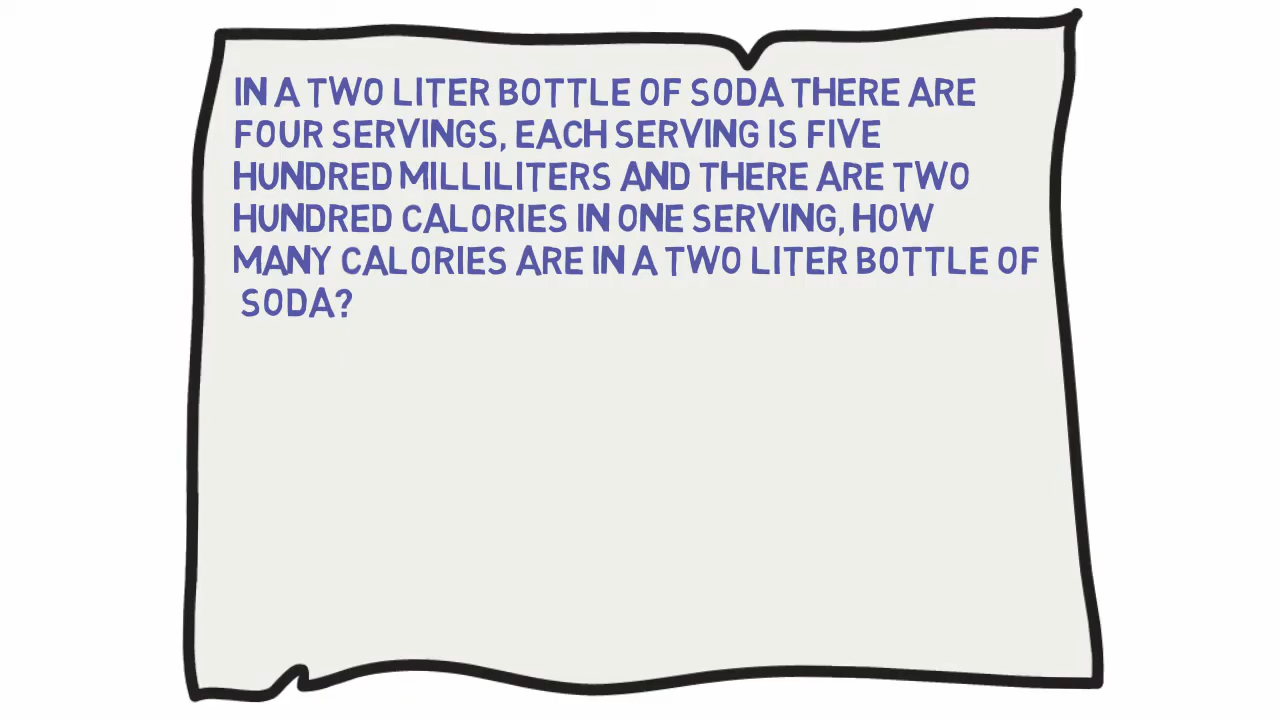 IN A TWO LITER BOTTLE OF SODA THERE ARE
FOUR SERVINGS, EACH SERVING IS FIVE
HUNDRED MILLILITERS AND THERE ARE TWO
HUNDRED CALORIES IN ONE SERVING, HOW
MANY CALORIES ARE IN A TWO LITER BOTTLE OF
SODA?